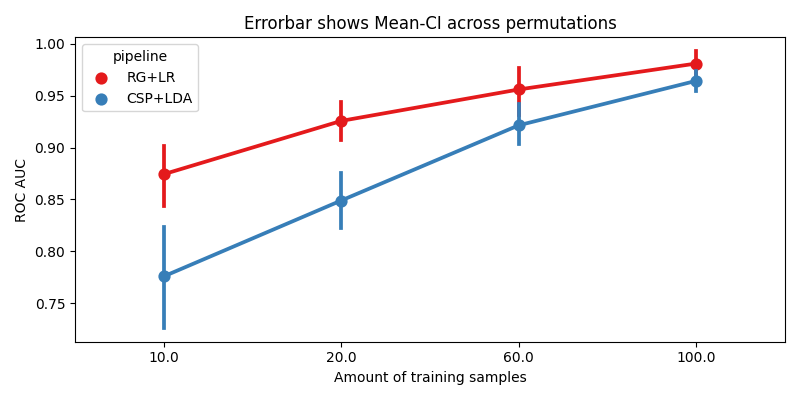 Errorbar shows Mean-CI across permutations
pipeline
RG+LR
CSP+LDA
ROC AUC
1.00
0.95
0.90
0.85
0.80
0.75
10.0 20.0 60.0 100.0
Amount of training samples